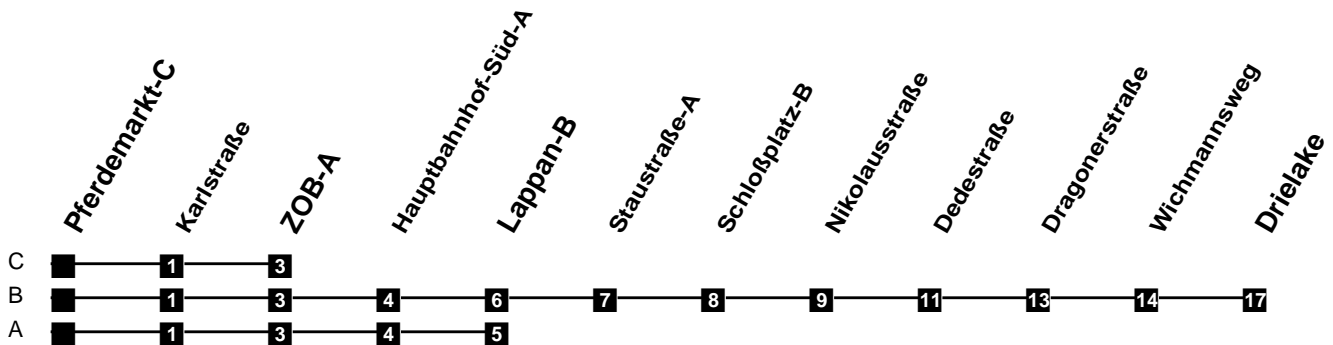 Pferdemarkt-C
Karlstraße
ZOB-A
Hauptbahnhof-Süd-A
Lappan-B
Staustraße-A
Schloßplatz-B
Nikolausstraße
Dedestraße
Dragonerstraße
Wichmannsweg
Drielake
C 1 3
B 1 3 4 6 7 8 9 11 13 14 17
A 1 3 4 5